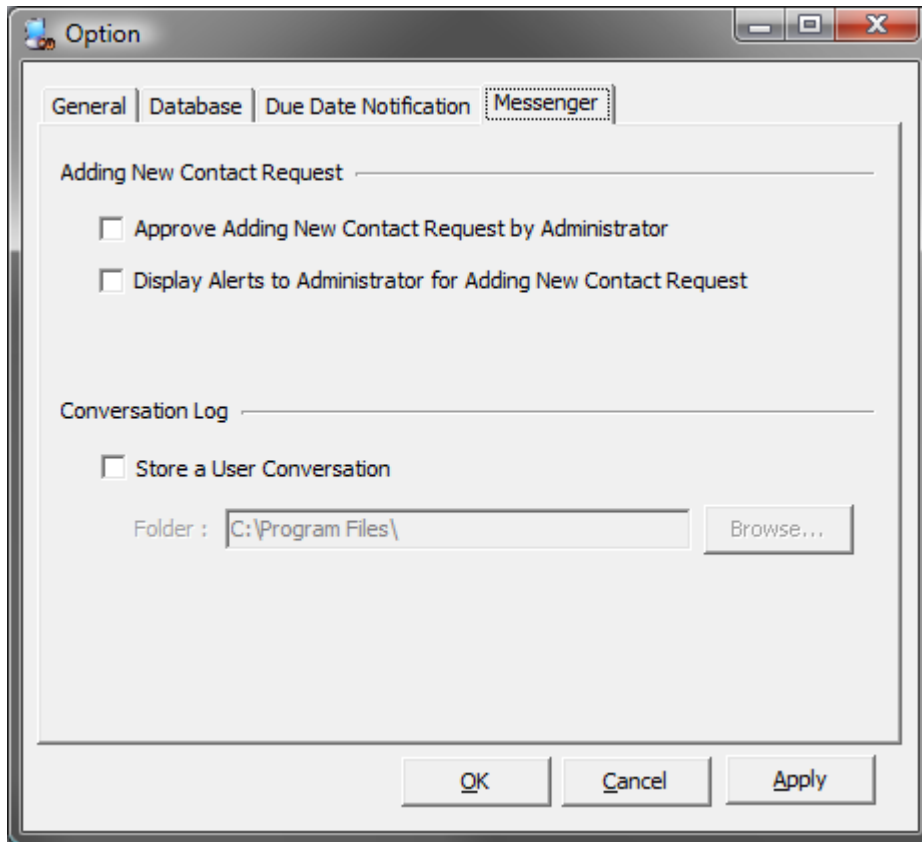 Option
General Database Due Date Notification Messenger
Adding New Contact Request
Approve Adding New Contact Request by Administrator
Display Alerts to Administrator for Adding New Contact Request
Conversation Log
Store a User Conversation
Folder : C:\Program Files\ Browse...
OK Cancel Apply